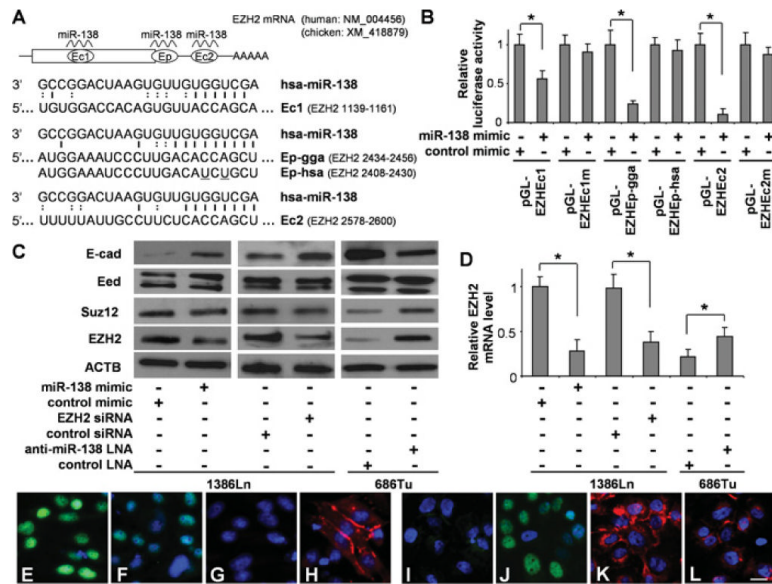 A
miR-138 miR-138 miR-138
EZH2 mRNA (human: NM_004456)
(chicken: XM_418879)
Ec1 Ep Ec2 AAAAA
3' GCCGGACUAAGUGUUGUGGUCGA hsa-miR-138
5'... UGUGGACCACAGUGUUACCAGCA ... Ec1 (EZH2 1139-1161)
GCCGGACUAAGUGUUGUGGUCGA hsa-miR-138
5'... AUGGAAAUCCCUUGACACCAGCU ... Ep-gga (EZH2 2434-2456)
AUGGAAAUCCCUUGACAUCUGCU Ep-hsa (EZH2 2408-2430)
3' GCCGGACUAAGUGUUGUGGUCGA hsa-miR-138
5'... UUUUUAUUGCCUUCUCACCAGCU ... Ec2 (EZH2 2578-2600)
B
Relative luciferase activity
1
0.5
0
* * *
miR-138 mimic - + - + - + - + - + - +
control mimic + - + - + - + - + - + -
pGL-EZHEc1
pGL-EZHEc1m
pGL-EZHEp-gga
pGL-EZHEp-hsa
pGL-EZHEc2
pGL-EZHEc2m
C
E-cad
Eed
Suz12
EZH2
ACTB
miR-138 mimic - + - - - -
control mimic + - - - - -
EZH2 siRNA - - - + - -
control siRNA - - + - - -
anti-miR-138 LNA - - - - - +
control LNA - - - - + -
1386Ln 686Tu
D
Relative EZH2 mRNA level
1
0.5
0
* * *
- + - - - -
+ - - - - -
- - - + - -
- - + - - -
- - - - - +
- - - - + -
1386Ln 686Tu
E F G H I J K L